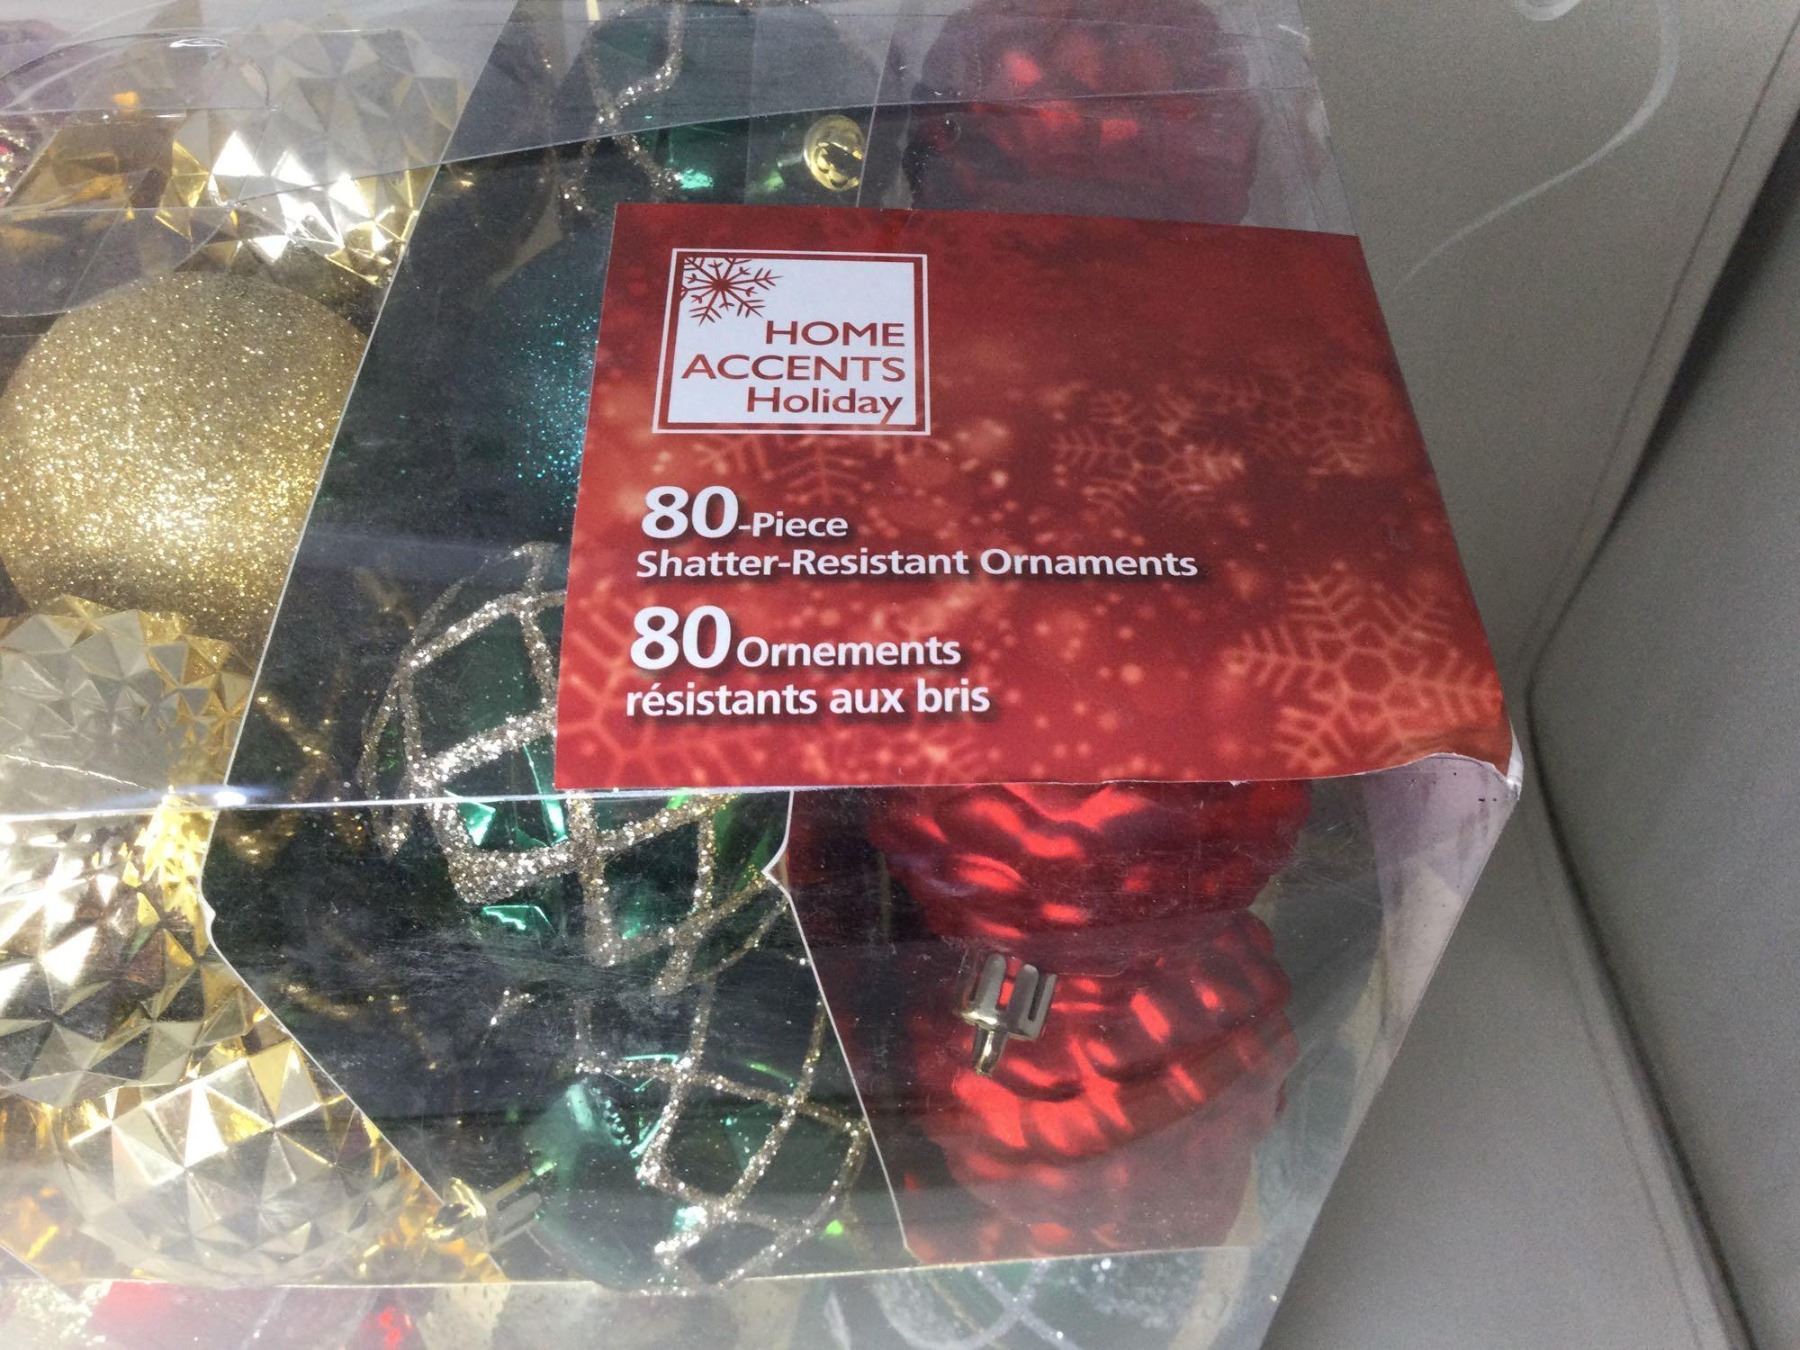 HOME
ACCENTS
Holiday
80-Piece
Shatter-Resistant Ornaments
80 Ornements
résistants aux bris